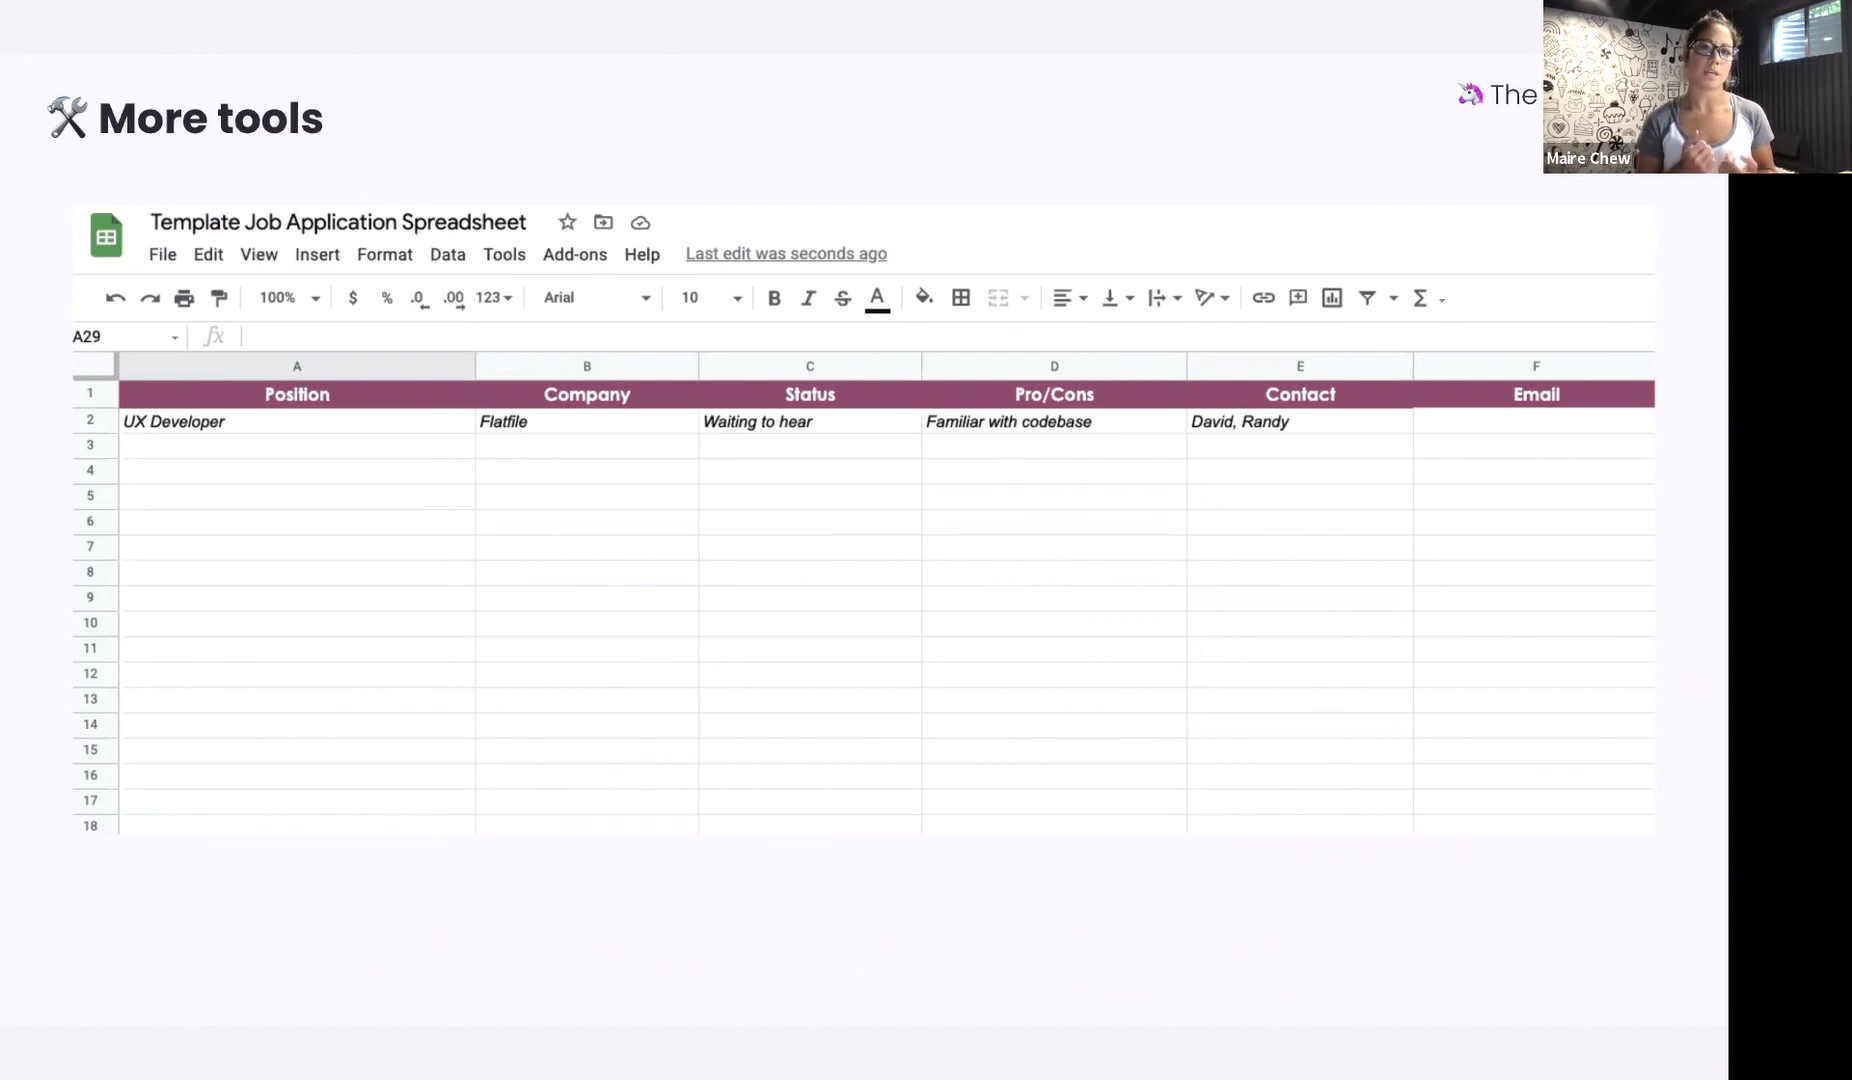 🛠 More tools
🦄 The
Maire Chew
Template Job Application Spreadsheet
File Edit View Insert Format Data Tools Add-ons Help Last edit was seconds ago
100% $ % .0 .00 123 Arial 10 B I S A Σ
A29 fx
A B C D E F
1 Position Company Status Pro/Cons Contact Email
2 UX Developer Flatfile Waiting to hear Familiar with codebase David, Randy
3
4
5
6
7
8
9
10
11
12
13
14
15
16
17
18